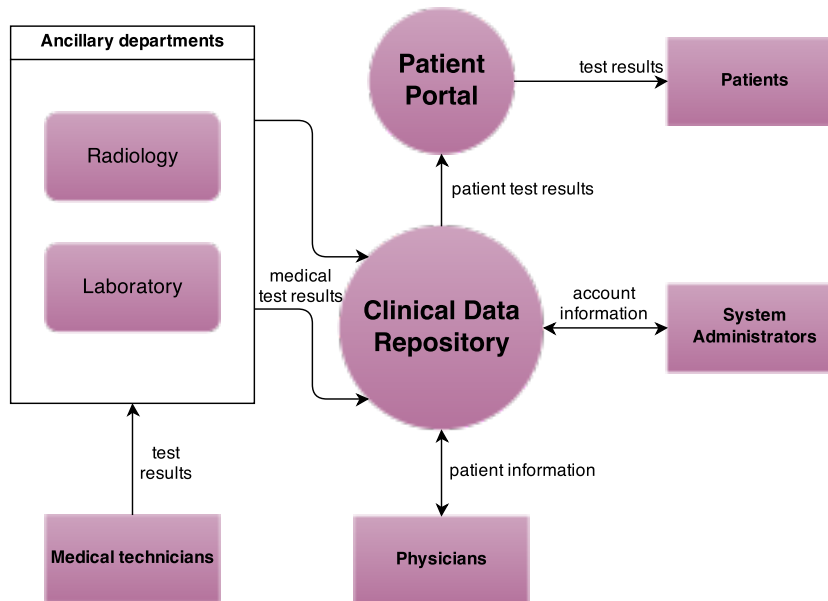 Ancillary departments
Radiology
Laboratory
Patient
Portal
test results
Patients
patient test results
medical
test results
Clinical Data
Repository
account
information
System
Administrators
test
results
patient information
Medical technicians
Physicians